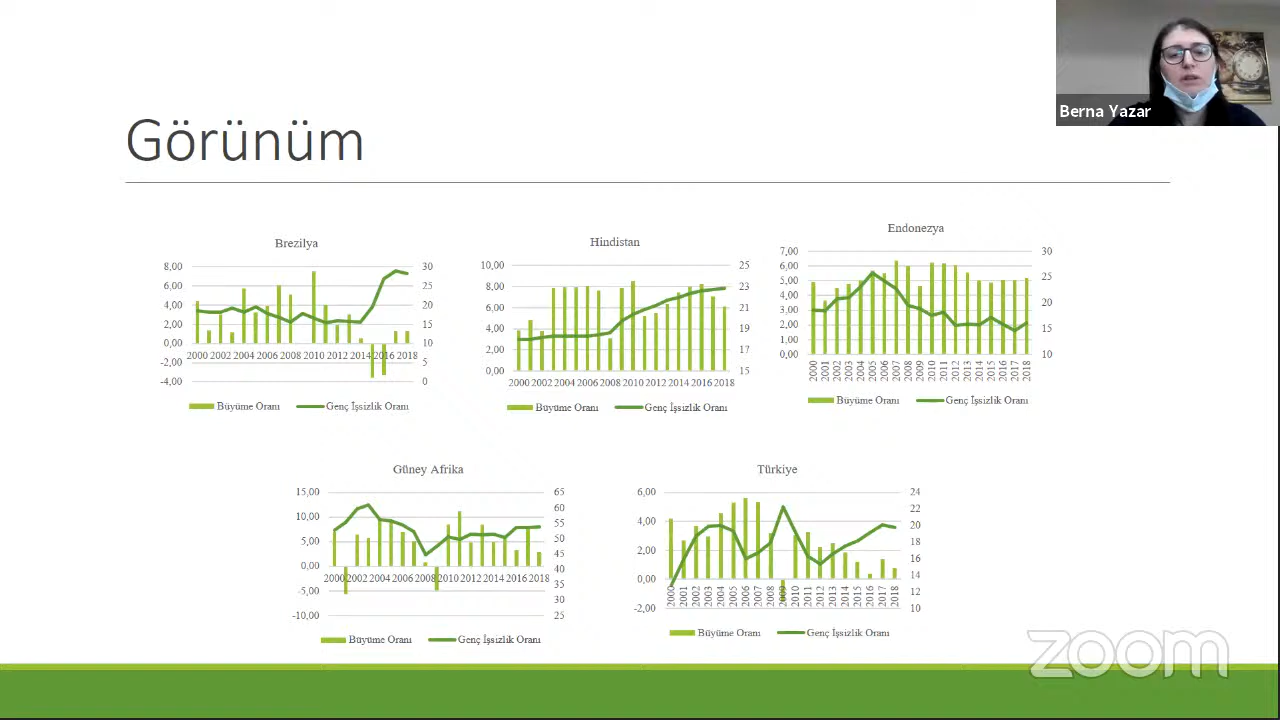 Berna Yazar
Görünüm
Brezilya
8,00
6,00
4,00
2,00
0,00
-2,00
-4,00
30
25
20
15
10
5
0
2000 2002 2004 2006 2008 2010 2012 2014 2016 2018
Büyüme Oranı
Genç İşsizlik Oranı
Hindistan
10,00
8,00
6,00
4,00
2,00
0,00
25
23
21
19
17
15
2000 2002 2004 2006 2008 2010 2012 2014 2016 2018
Büyüme Oranı
Genç İşsizlik Oranı
Endonezya
7,00
6,00
5,00
4,00
3,00
2,00
1,00
0,00
30
25
20
15
10
2000 2001 2002 2003 2004 2005 2006 2007 2008 2009 2010 2011 2012 2013 2014 2015 2016 2017 2018
Büyüme Oranı
Genç İşsizlik Oranı
Güney Afrika
15,00
10,00
5,00
0,00
-5,00
-10,00
65
60
55
50
45
40
35
30
25
2000 2002 2004 2006 2008 2010 2012 2014 2016 2018
Büyüme Oranı
Genç İşsizlik Oranı
Türkiye
6,00
4,00
2,00
0,00
-2,00
24
22
20
18
16
14
12
10
2000 2001 2002 2003 2004 2005 2006 2007 2008 2009 2010 2011 2012 2013 2014 2015 2016 2017 2018
Büyüme Oranı
Genç İşsizlik Oranı
zoom